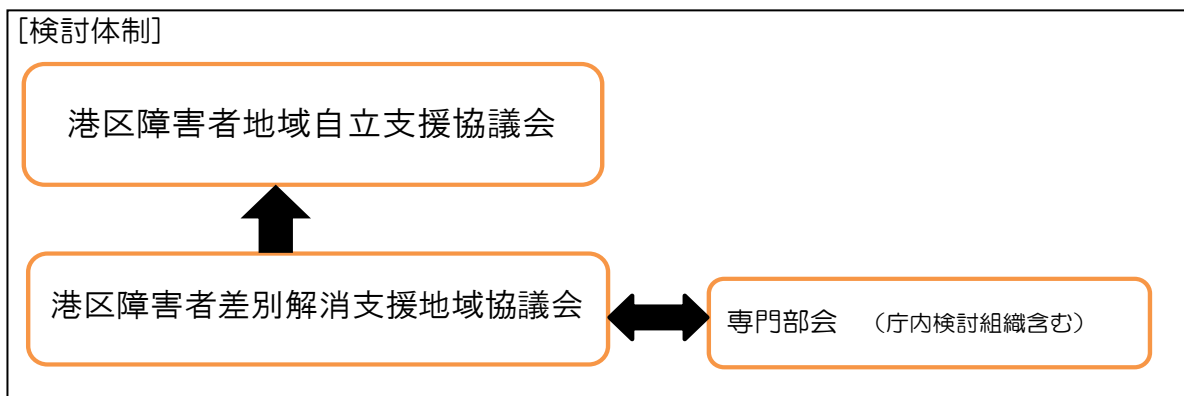 [検討体制]
港区障害者地域自立支援協議会
港区障害者差別解消支援地域協議会
専門部会　（庁内検討組織含む）